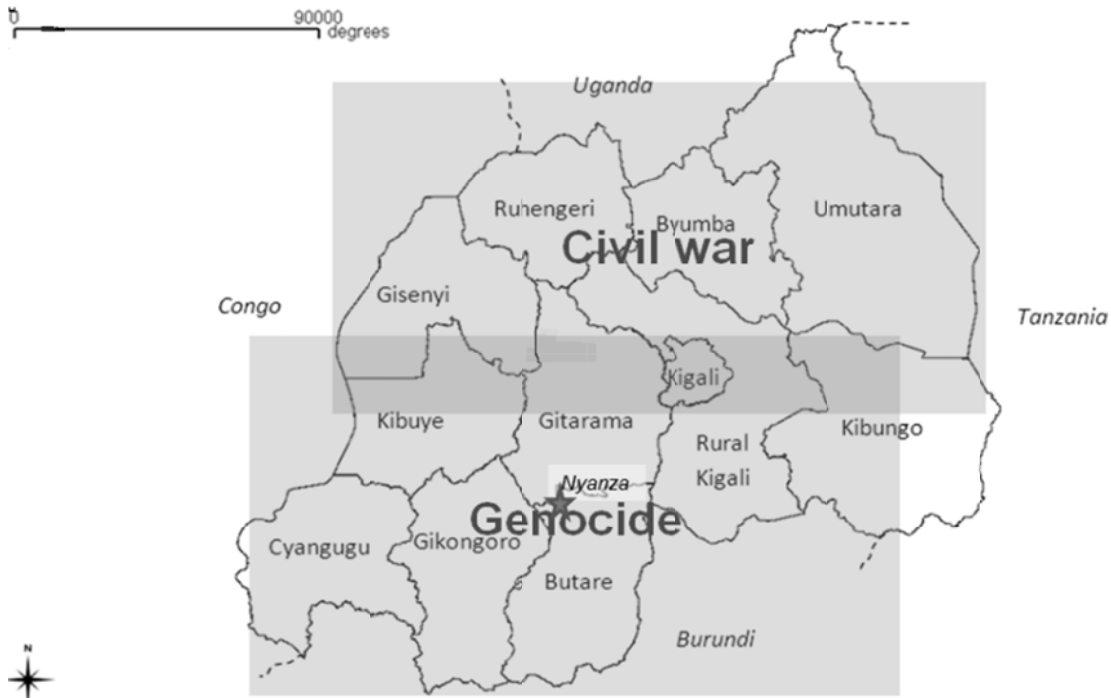 0 90000
degrees
Uganda
Ruhengeri
Byumba
Umutara
Civil war
Gisenyi
Congo
Tanzania
Kigali
Kibuye
Gitarama
Kibungo
Rural
Kigali
Nyanza
Genocide
Cyangugu
Gikongoro
Butare
Burundi
N